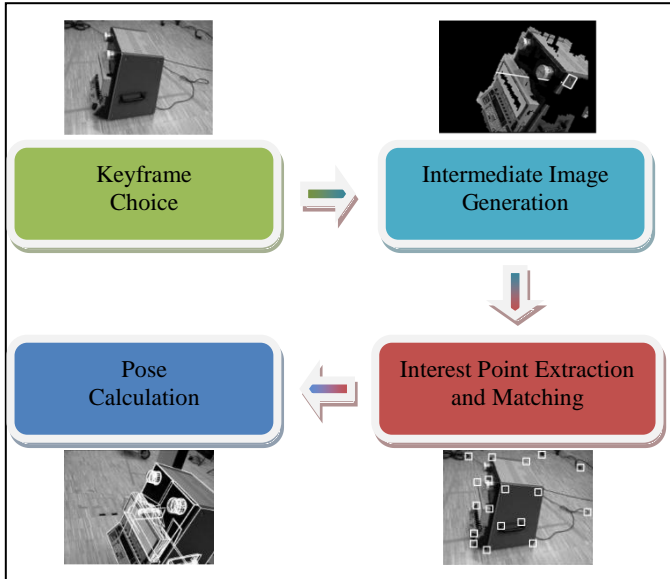 Keyframe
Choice
Intermediate Image
Generation
Pose
Calculation
Interest Point Extraction
and Matching